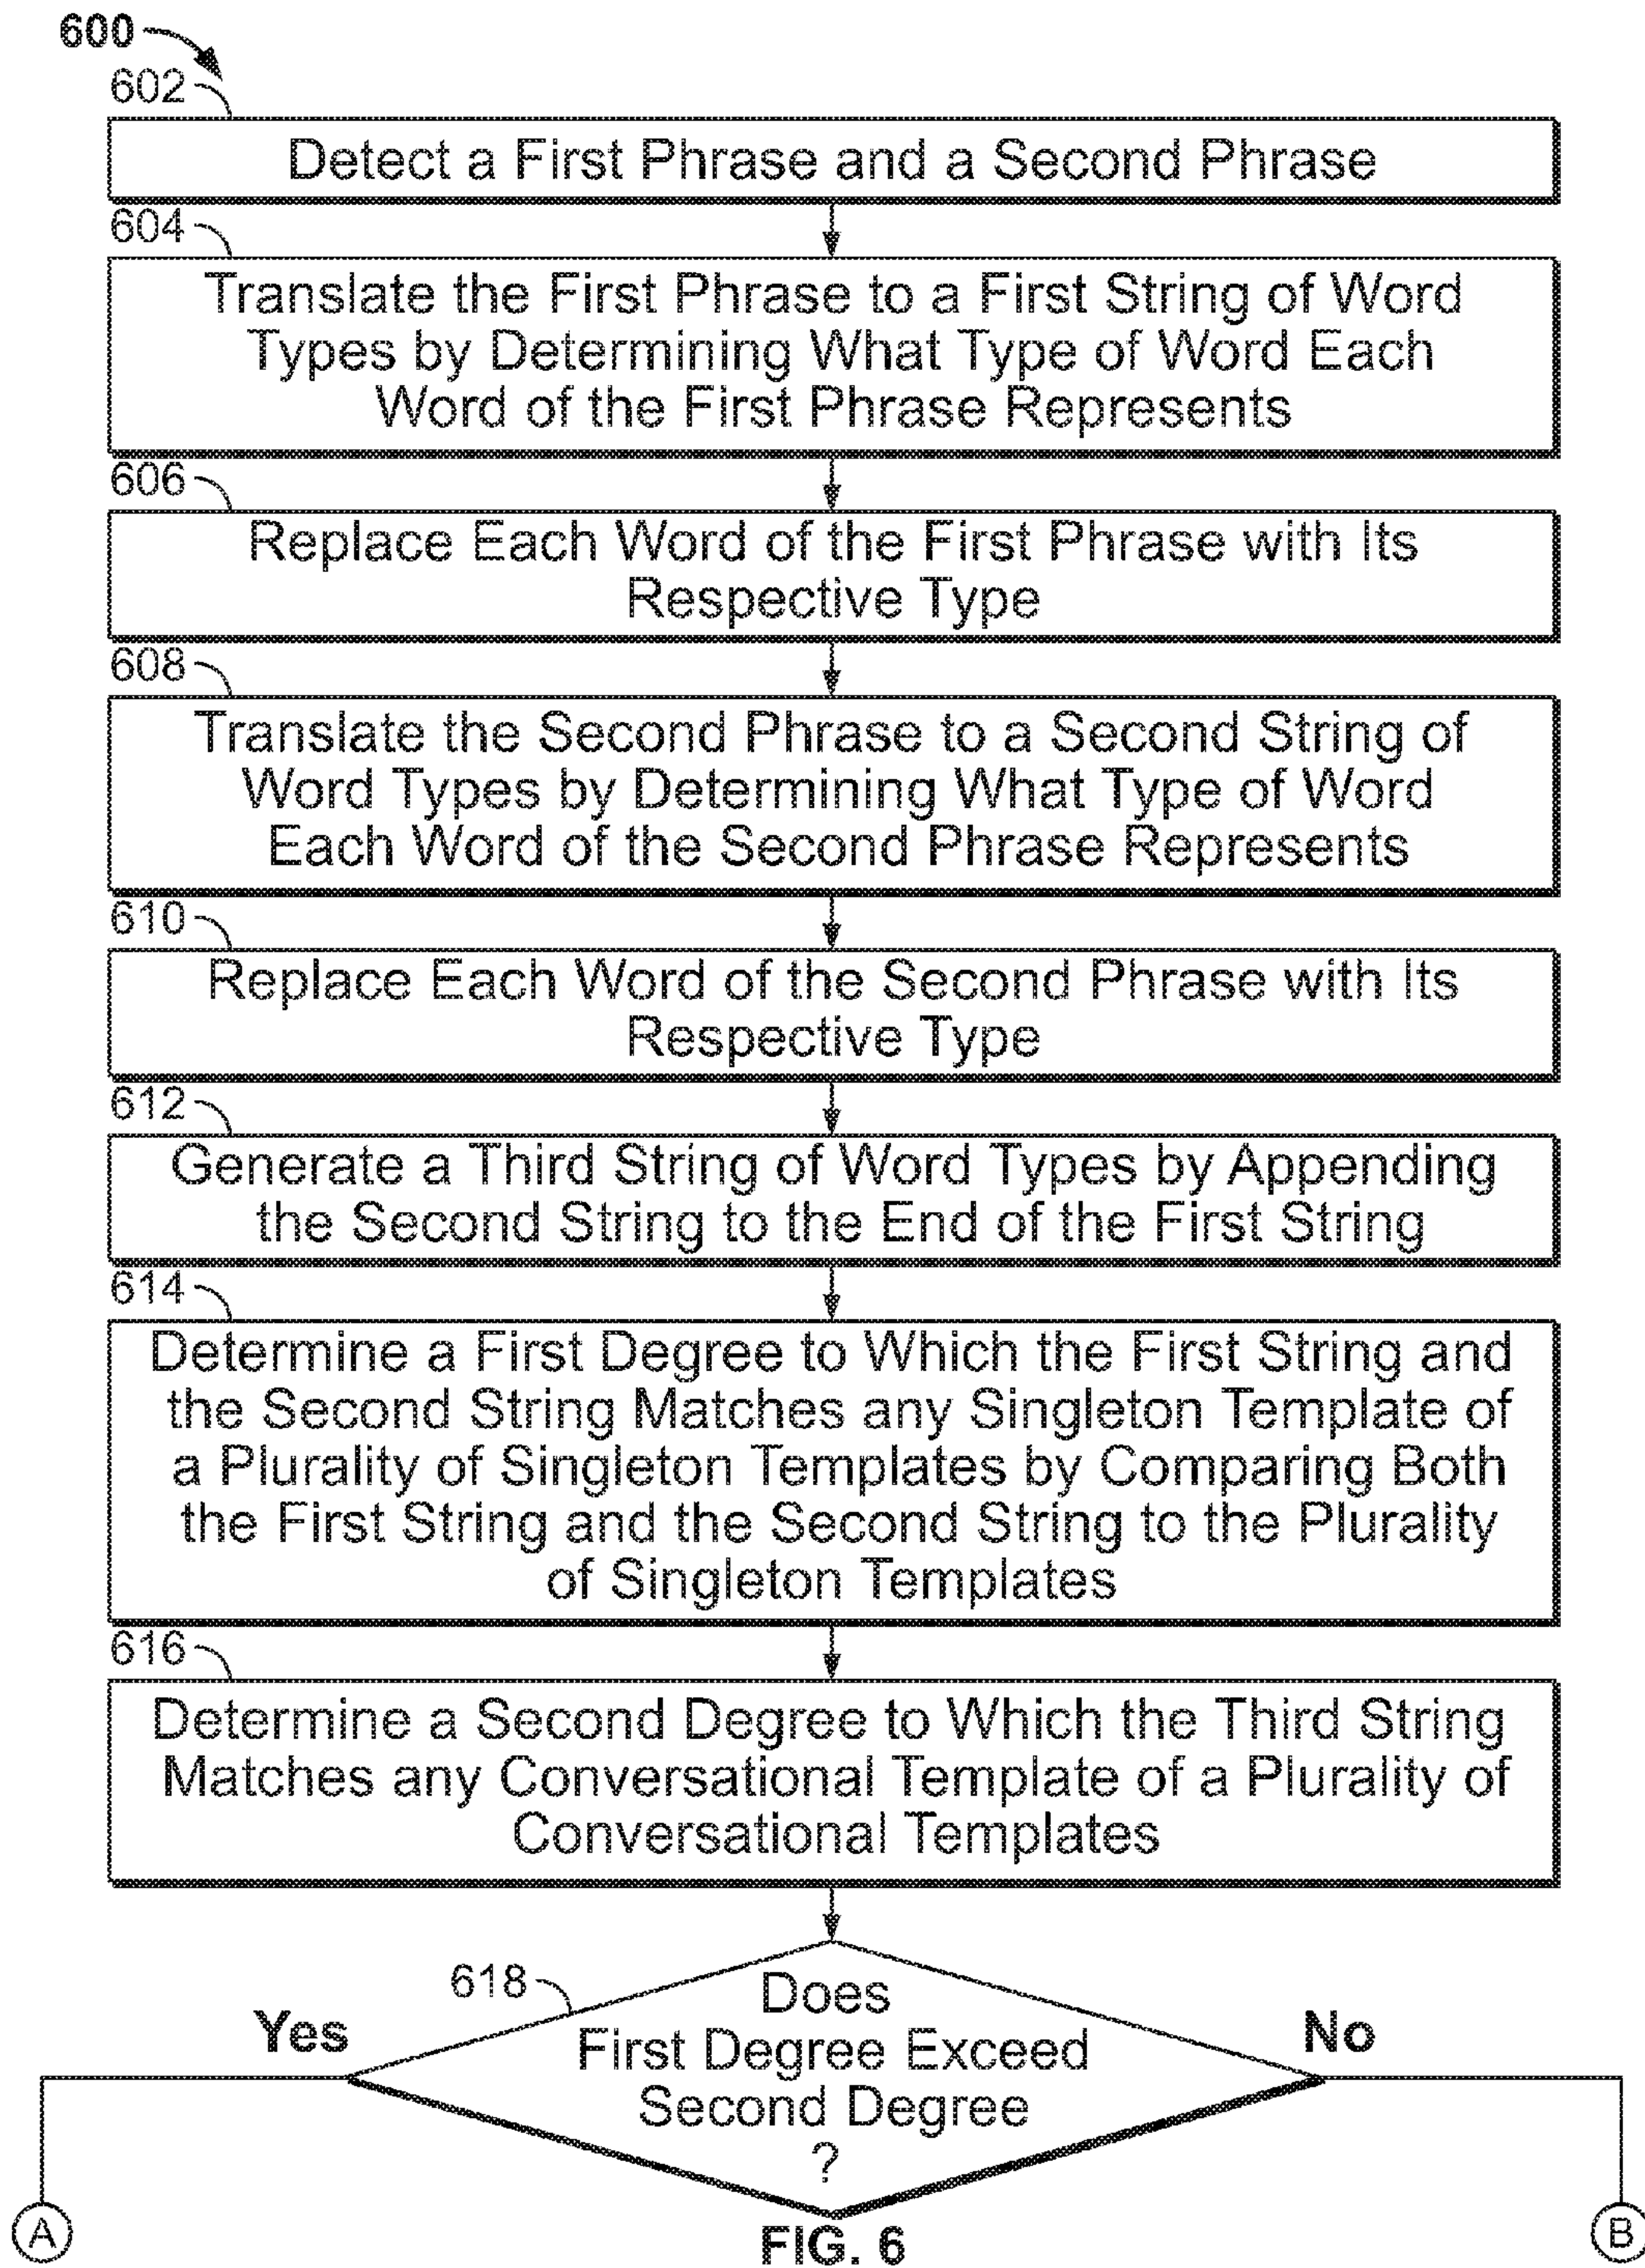 600
602
Detect a First Phrase and a Second Phrase
604
Translate the First Phrase to a First String of Word
Types by Determining What Type of Word Each
Word of the First Phrase Represents
606
Replace Each Word of the First Phrase with Its
Respective Type
608
Translate the Second Phrase to a Second String of
Word Types by Determining What Type of Word
Each Word of the Second Phrase Represents
610
Replace Each Word of the Second Phrase with Its
Respective Type
612
Generate a Third String of Word Types by Appending
the Second String to the End of the First String
614
Determine a First Degree to Which the First String and
the Second String Matches any Singleton Template of
a Plurality of Singleton Templates by Comparing Both
the First String and the Second String to the Plurality
of Singleton Templates
616
Determine a Second Degree to Which the Third String
Matches any Conversational Template of a Plurality of
Conversational Templates
618
Does
First Degree Exceed
Second Degree
?
Yes
No
A
B
FIG. 6